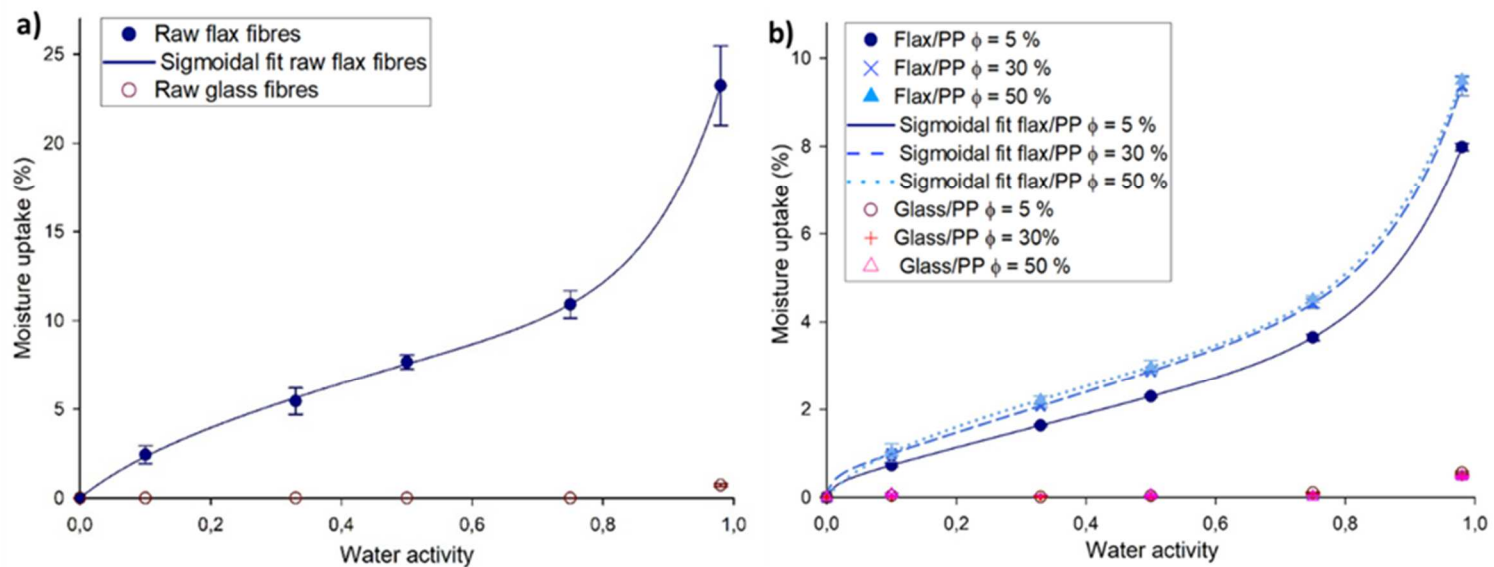 a)
Raw flax fibres
Sigmoidal fit raw flax fibres
Raw glass fibres
Moisture uptake (%)
25
20
15
10
5
0
0,0 0,2 0,4 0,6 0,8 1,0
Water activity
b)
Flax/PP ϕ = 5 %
Flax/PP ϕ = 30 %
Flax/PP ϕ = 50 %
Sigmoidal fit flax/PP ϕ = 5 %
Sigmoidal fit flax/PP ϕ = 30 %
Sigmoidal fit flax/PP ϕ = 50 %
Glass/PP ϕ = 5 %
Glass/PP ϕ = 30%
Glass/PP ϕ = 50 %
Moisture uptake (%)
10
8
6
4
2
0
0,0 0,2 0,4 0,6 0,8 1,0
Water activity